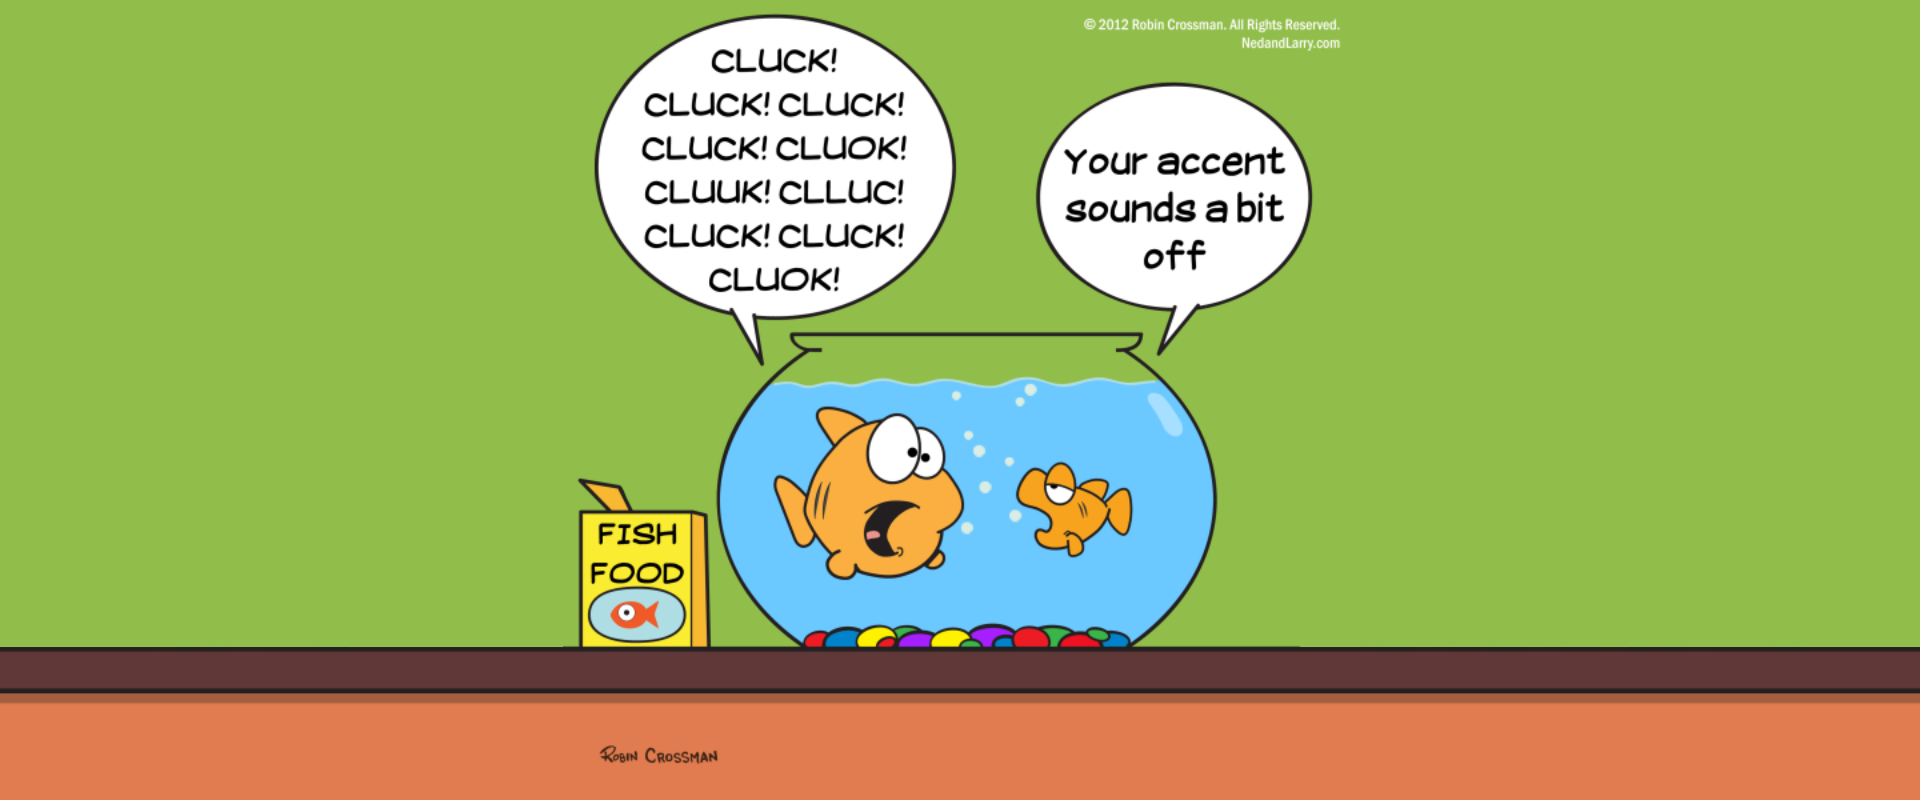 CLUCK!
CLUCK! CLUCK!
CLUCK! CLUOK!
CLUUK! CLLUC!
CLUCK! CLUCK!
CLUOK!
© 2012 Robin Crossman. All Rights Reserved.
NedandLarry.com
Your accent
sounds a bit
off
FISH
FOOD
ROBIN CROSSMAN